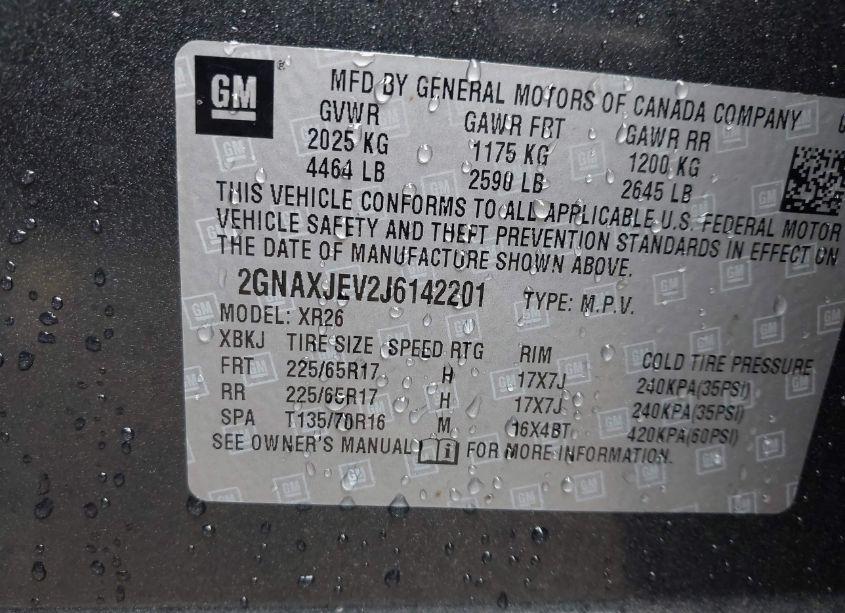 GM
MFD BY GENERAL MOTORS OF CANADA COMPANY
GVWR GAWR FRT GAWR RR
2025 KG 1175 KG 1200 KG
4464 LB 2590 LB 2645 LB
THIS VEHICLE CONFORMS TO ALL APPLICABLE U.S. FEDERAL MOTOR
VEHICLE SAFETY AND THEFT PREVENTION STANDARDS IN EFFECT ON
THE DATE OF MANUFACTURE SHOWN ABOVE.
2GNAXJEV2J6142201 TYPE: M.P.V.
MODEL: XR26
XBKJ TIRE SIZE SPEED RTG RIM COLD TIRE PRESSURE
FRT 225/65R17 H 17X7J 240KPA(35PSI)
RR 225/65R17 H 17X7J 240KPA(35PSI)
SPA T135/70R16 M 16X4BT 420KPA(60PSI)
SEE OWNER'S MANUAL FOR MORE INFORMATION.